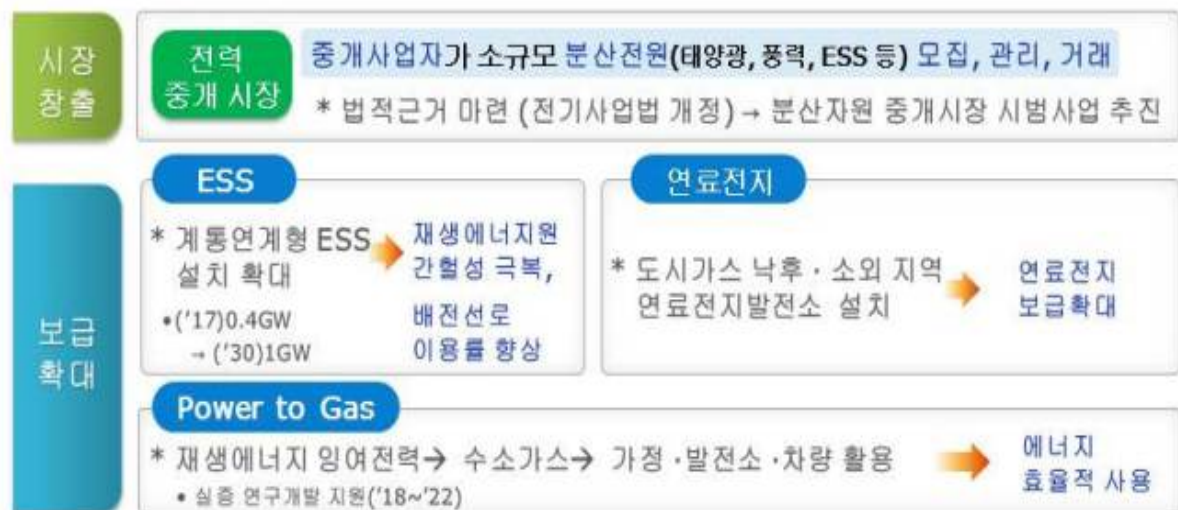 시장
창출
전력
중개 시장
중개사업자가 소규모 분산전원(태양광, 풍력, ESS 등) 모집, 관리, 거래
* 법적근거 마련 (전기사업법 개정) → 분산자원 중개시장 시범사업 추진
보급
확대
ESS
* 계통연계형 ESS
설치 확대
•('17)0.4GW
→ ('30)1GW
재생에너지원
간헐성 극복,
배전선로
이용률 향상
연료전지
* 도시가스 낙후·소외 지역
연료전지발전소 설치
연료전지
보급확대
Power to Gas
* 재생에너지 잉여전력→ 수소가스→ 가정·발전소·차량 활용
• 실증 연구개발 지원('18~'22)
에너지
효율적 사용